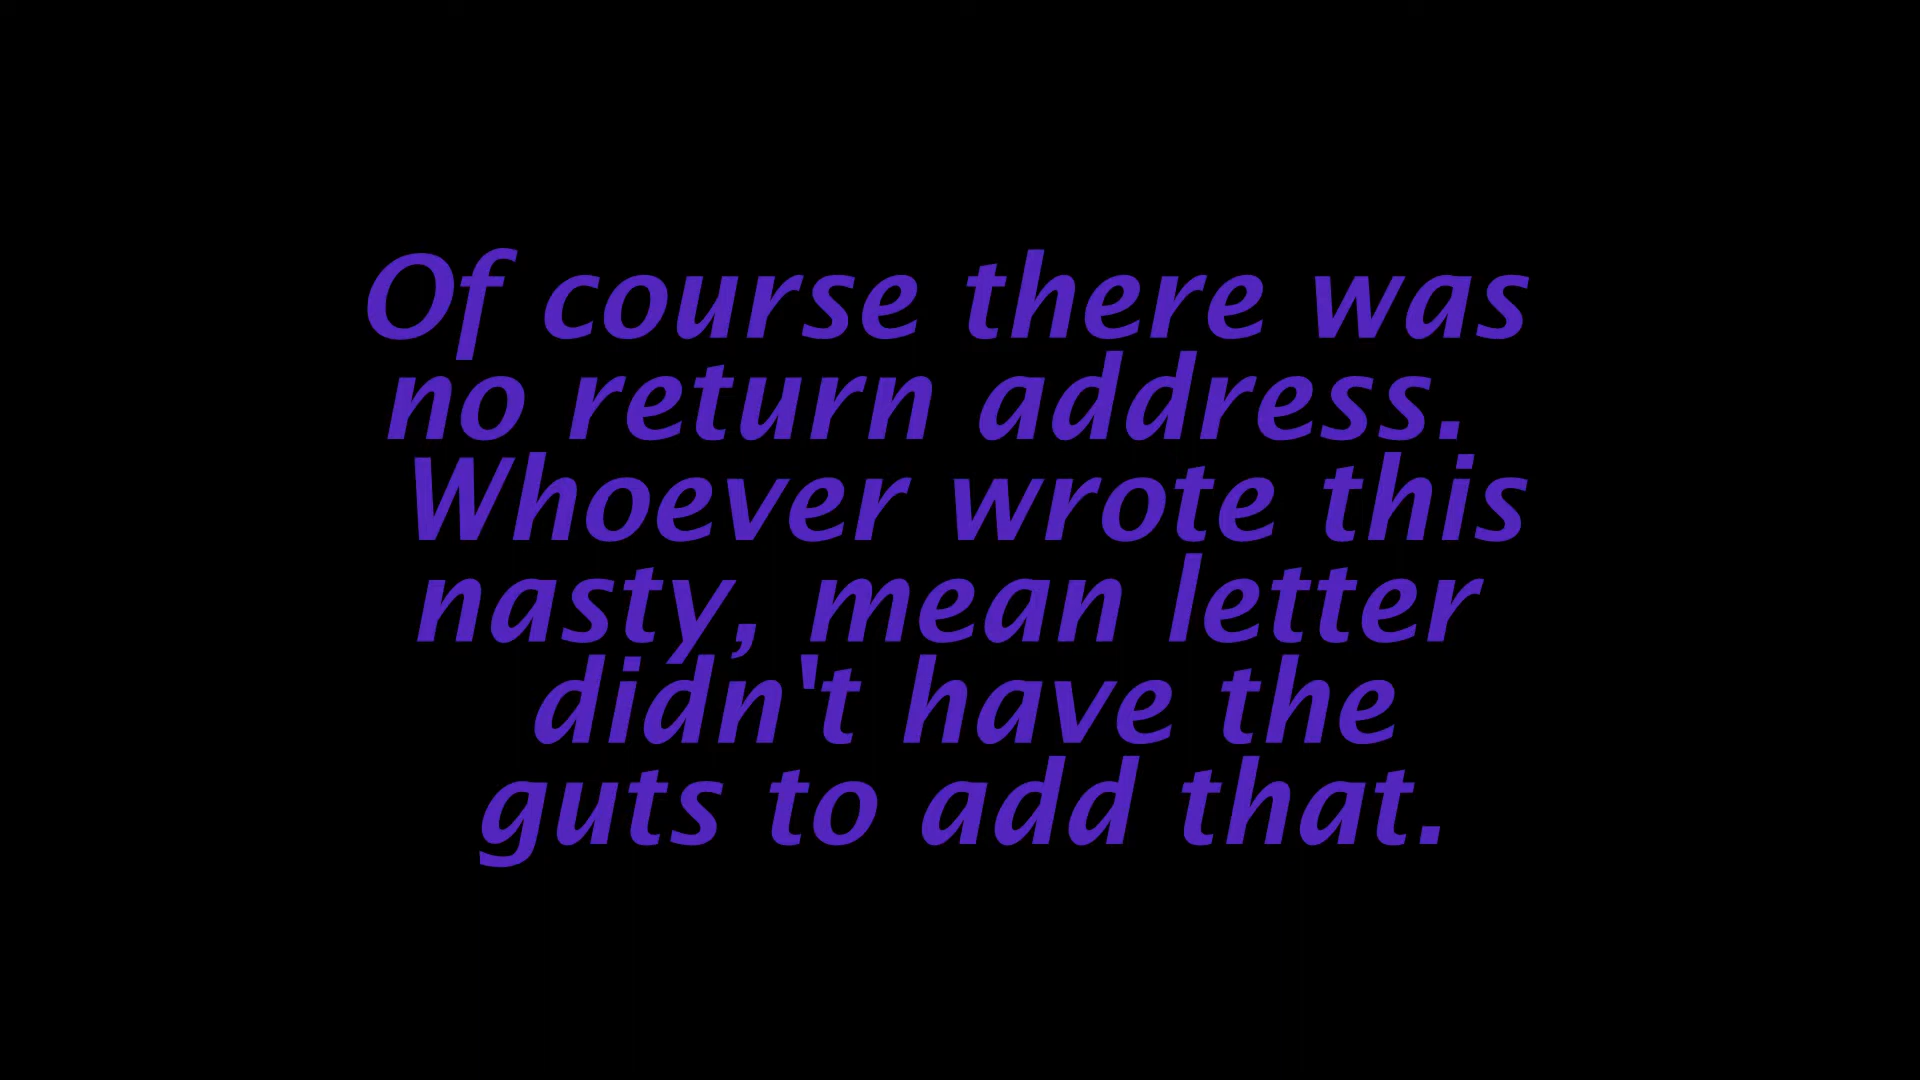 Of course there was
no return address.
Whoever wrote this
nasty, mean letter
didn't have the
guts to add that.